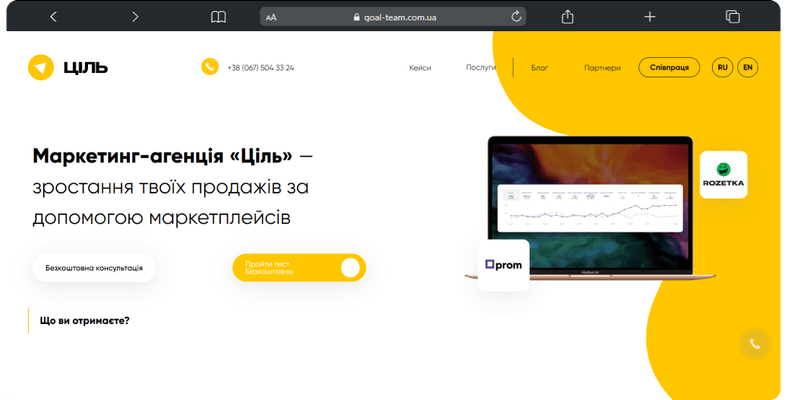 AA goal-team.com.ua
ЦІЛЬ
+38 (067) 504 33 24
Кейси Послуги Блог Партнери Співпраця RU EN
Маркетинг-агенція «Ціль» —
зростання твоїх продажів за
допомогою маркетплейсів
Безкоштовна консультація
Пройти тест
Безкоштовно
ROZETKA
prom
MacBook Air
Що ви отримаєте?